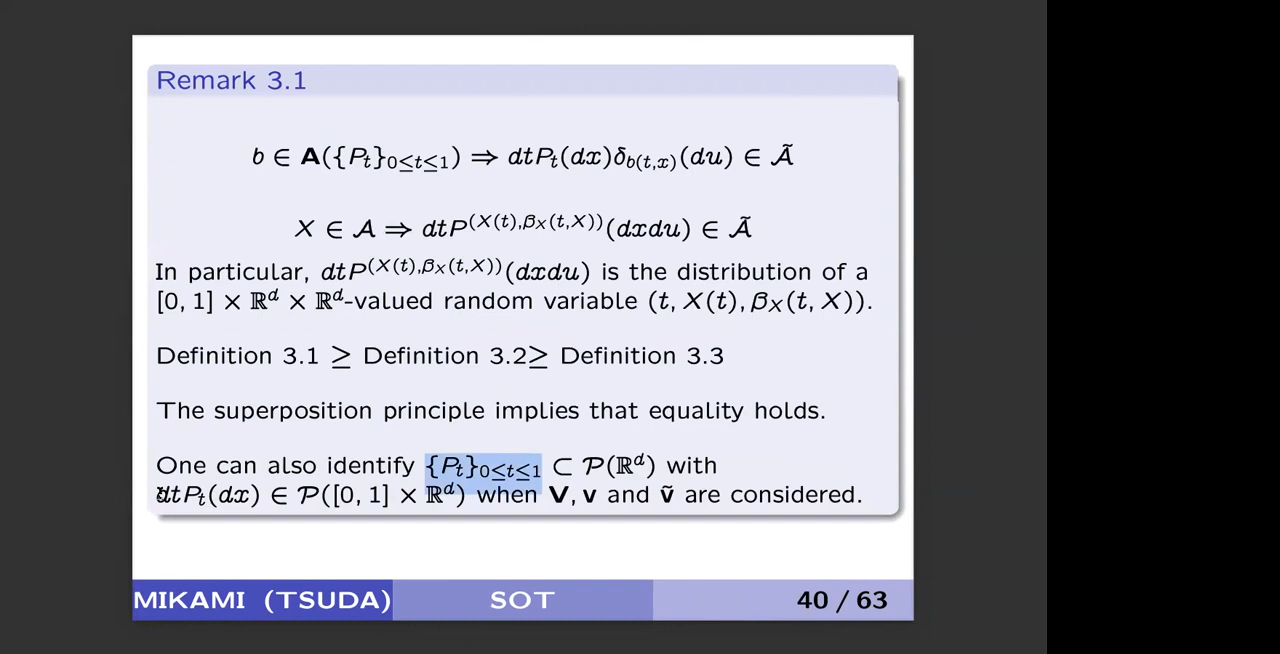 Remark 3.1
b ∈ A({P_t}_{0≤t≤1}) ⇒ dtP_t(dx)δ_{b(t,x)}(du) ∈ Ã
X ∈ A ⇒ dtP^{(X(t),β_X(t,X))}(dxdu) ∈ Ã
In particular, dtP^{(X(t),β_X(t,X))}(dxdu) is the distribution of a
[0, 1] × ℝ^d × ℝ^d-valued random variable (t, X(t), β_X(t, X)).
Definition 3.1 ≥ Definition 3.2≥ Definition 3.3
The superposition principle implies that equality holds.
One can also identify {P_t}_{0≤t≤1} ⊂ P(ℝ^d) with
dtP_t(dx) ∈ P([0, 1] × ℝ^d) when V, v and ṽ are considered.
MIKAMI (TSUDA) SOT 40 / 63